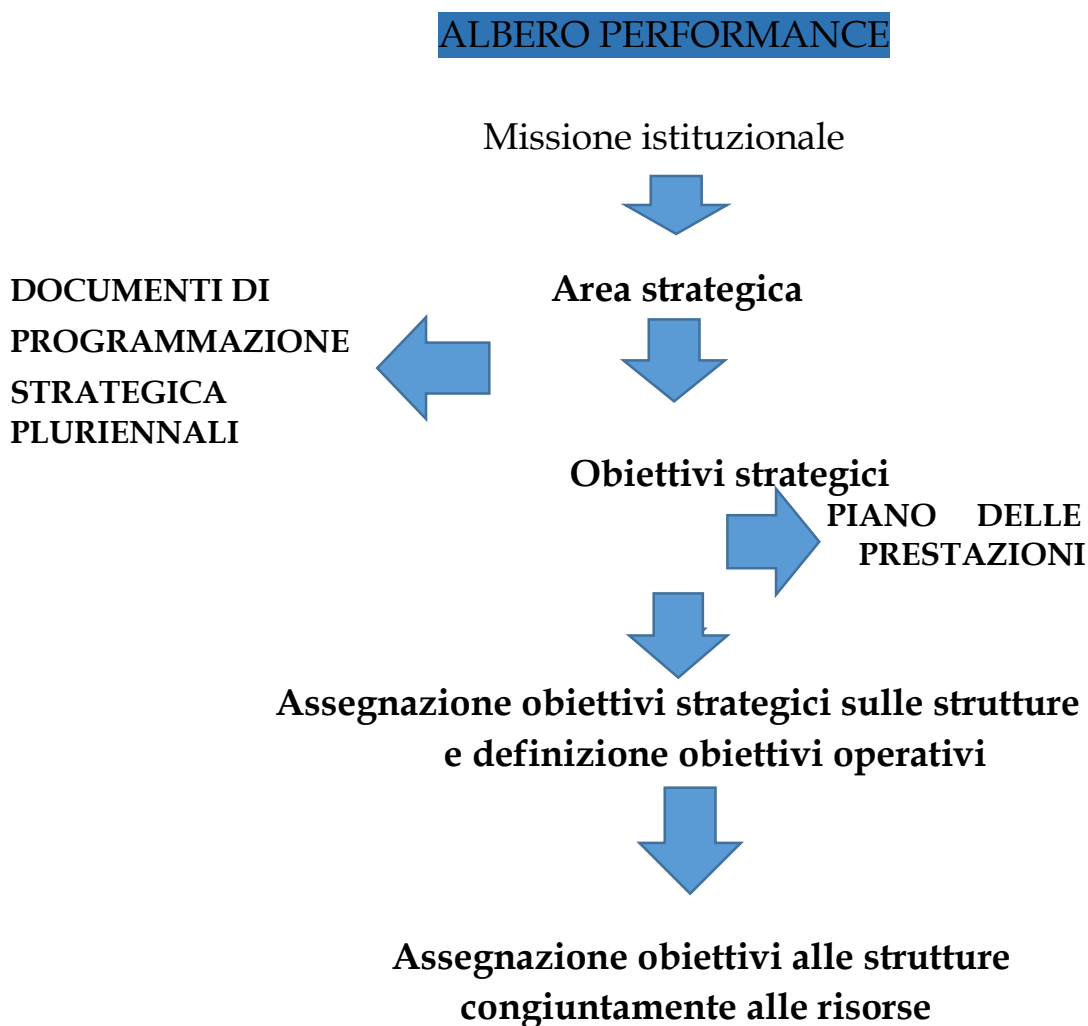 ALBERO PERFORMANCE
Missione istituzionale
DOCUMENTI DI
PROGRAMMAZIONE
STRATEGICA
PLURIENNALI
Area strategica
Obiettivi strategici
PIANO DELLE
PRESTAZIONI
Assegnazione obiettivi strategici sulle strutture
e definizione obiettivi operativi
Assegnazione obiettivi alle strutture
congiuntamente alle risorse